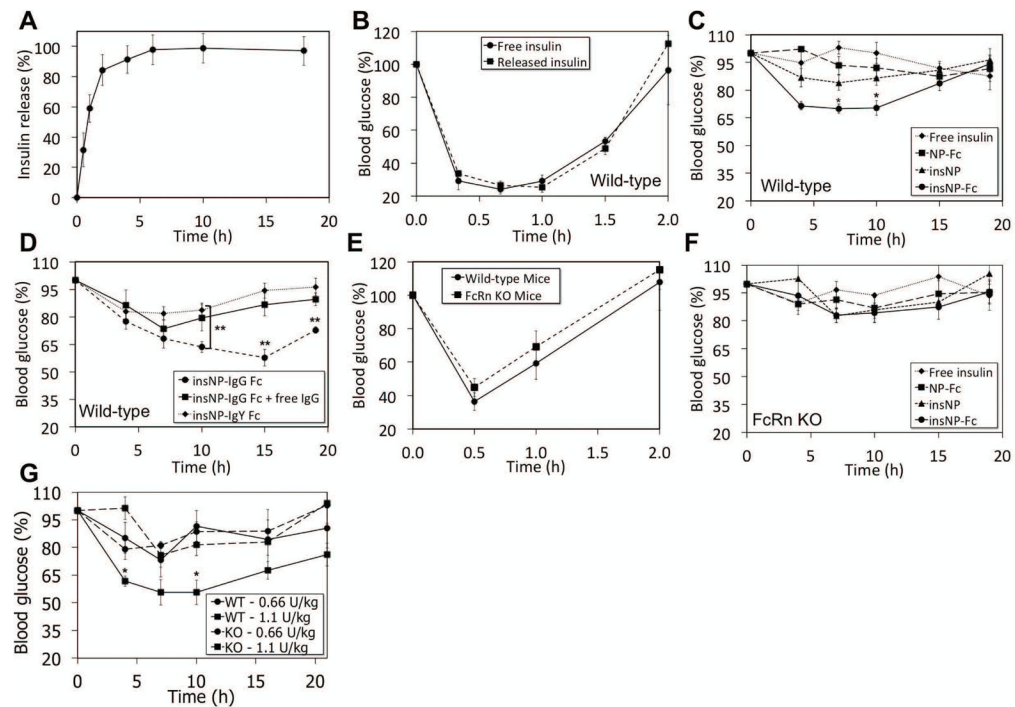 A
Insulin release (%)
100
80
60
40
20
0
0 5 10 15 20
Time (h)
B
Blood glucose (%)
120
100
80
60
40
20
0.0 0.5 1.0 1.5 2.0
Free insulin
Released insulin
Wild-type
Time (h)
C
Blood glucose (%)
105
90
75
60
45
30
0 5 10 15 20
* *
Free insulin
NP-Fc
insNP
insNP-Fc
Wild-type
Time (h)
D
Blood glucose (%)
110
95
80
65
50
35
20
0 5 10 15 20
** ** **
insNP-IgG Fc
insNP-IgG Fc + free IgG
insNP-IgY Fc
Wild-type
Time (h)
E
Blood glucose (%)
120
100
80
60
40
20
0.0 0.5 1.0 1.5 2.0
Wild-type Mice
FcRn KO Mice
Time (h)
F
Blood glucose (%)
110
95
80
65
50
35
20
0 5 10 15 20
Free insulin
NP-Fc
insNP
insNP-Fc
FcRn KO
Time (h)
G
Blood glucose (%)
110
95
80
65
50
35
20
0 5 10 15 20
* *
WT - 0.66 U/kg
WT - 1.1 U/kg
KO - 0.66 U/kg
KO - 1.1 U/kg
Time (h)